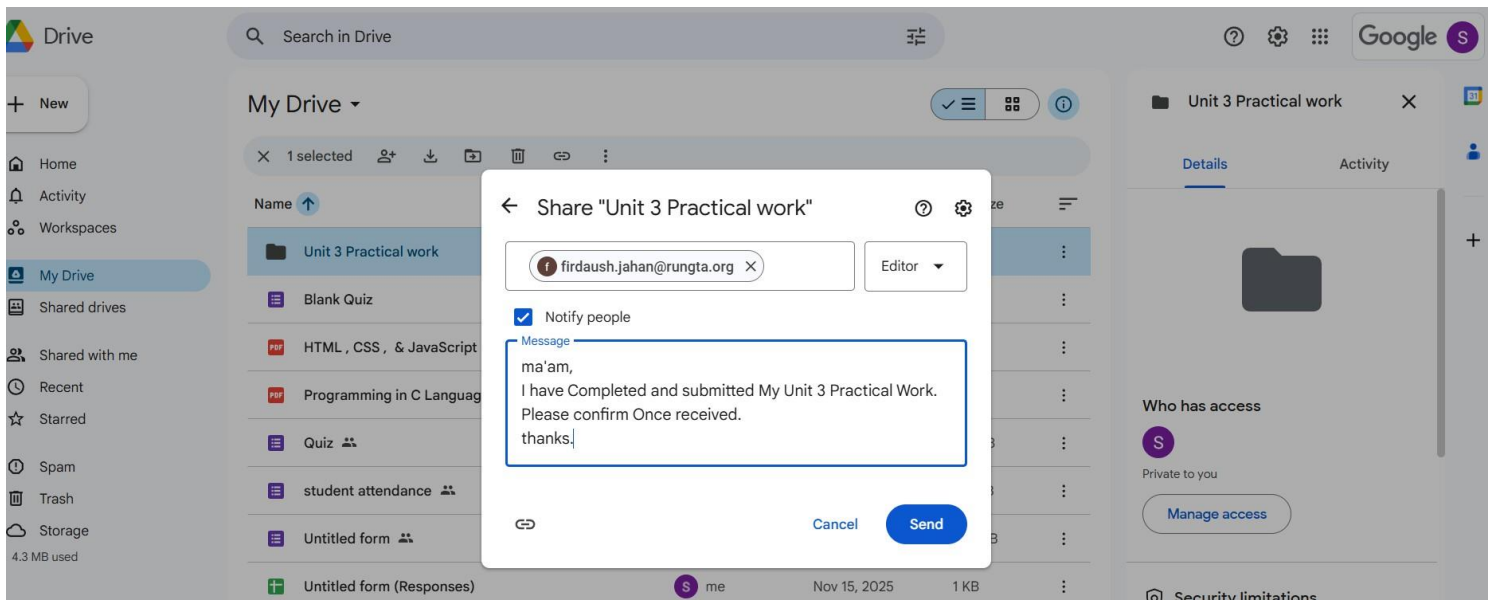 Drive
Search in Drive
Google S
New
My Drive
Unit 3 Practical work
31
1 selected
Home
Details
Activity
Activity
Name
ze
Workspaces
Share "Unit 3 Practical work"
Unit 3 Practical work
f firdaush.jahan@rungta.org
Editor
My Drive
Blank Quiz
Shared drives
Notify people
Message
HTML , CSS , & JavaScript
ma'am,
Shared with me
I have Completed and submitted My Unit 3 Practical Work.
Recent
Programming in C Languag
Please confirm Once received.
Who has access
Starred
thanks.
Quiz
S
Spam
Private to you
student attendance
Trash
Manage access
Storage
Cancel
Send
Untitled form
B
4.3 MB used
Untitled form (Responses)
S me
Nov 15, 2025
1 KB
Security limitations